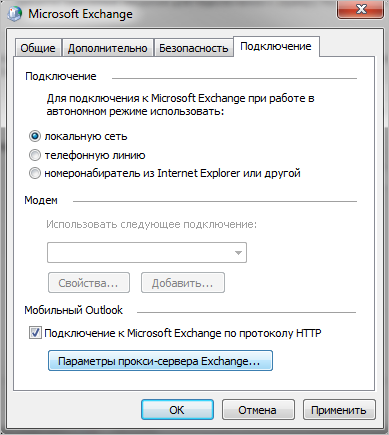 Microsoft Exchange
Общие Дополнительно Безопасность Подключение
Подключение
Для подключения к Microsoft Exchange при работе в
автономном режиме использовать:
локальную сеть
телефонную линию
номеронабиратель из Internet Explorer или другой
Модем
Использовать следующее подключение:
Свойства... Добавить...
Мобильный Outlook
Подключение к Microsoft Exchange по протоколу HTTP
Параметры прокси-сервера Exchange...
ОК Отмена Применить